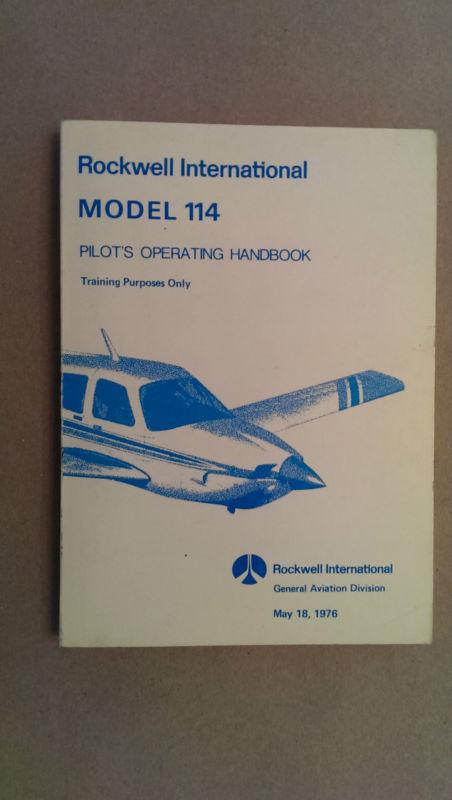 Rockwell International
MODEL 114
PILOT'S OPERATING HANDBOOK
Training Purposes Only
Rockwell International
General Aviation Division
May 18, 1976